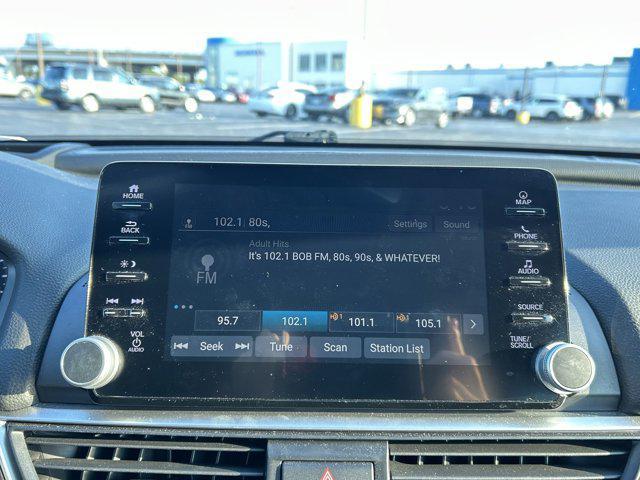 HOME
MAP
102.1 80s,
Settings
Sound
BACK
PHONE
Adult Hits
It's 102.1 BOB FM, 80s, 90s, & WHATEVER!
FM
AUDIO
SOURCE
95.7
102.1
101.1
105.1
VOL
AUDIO
TUNE/
SCROLL
Seek
Tune
Scan
Station List